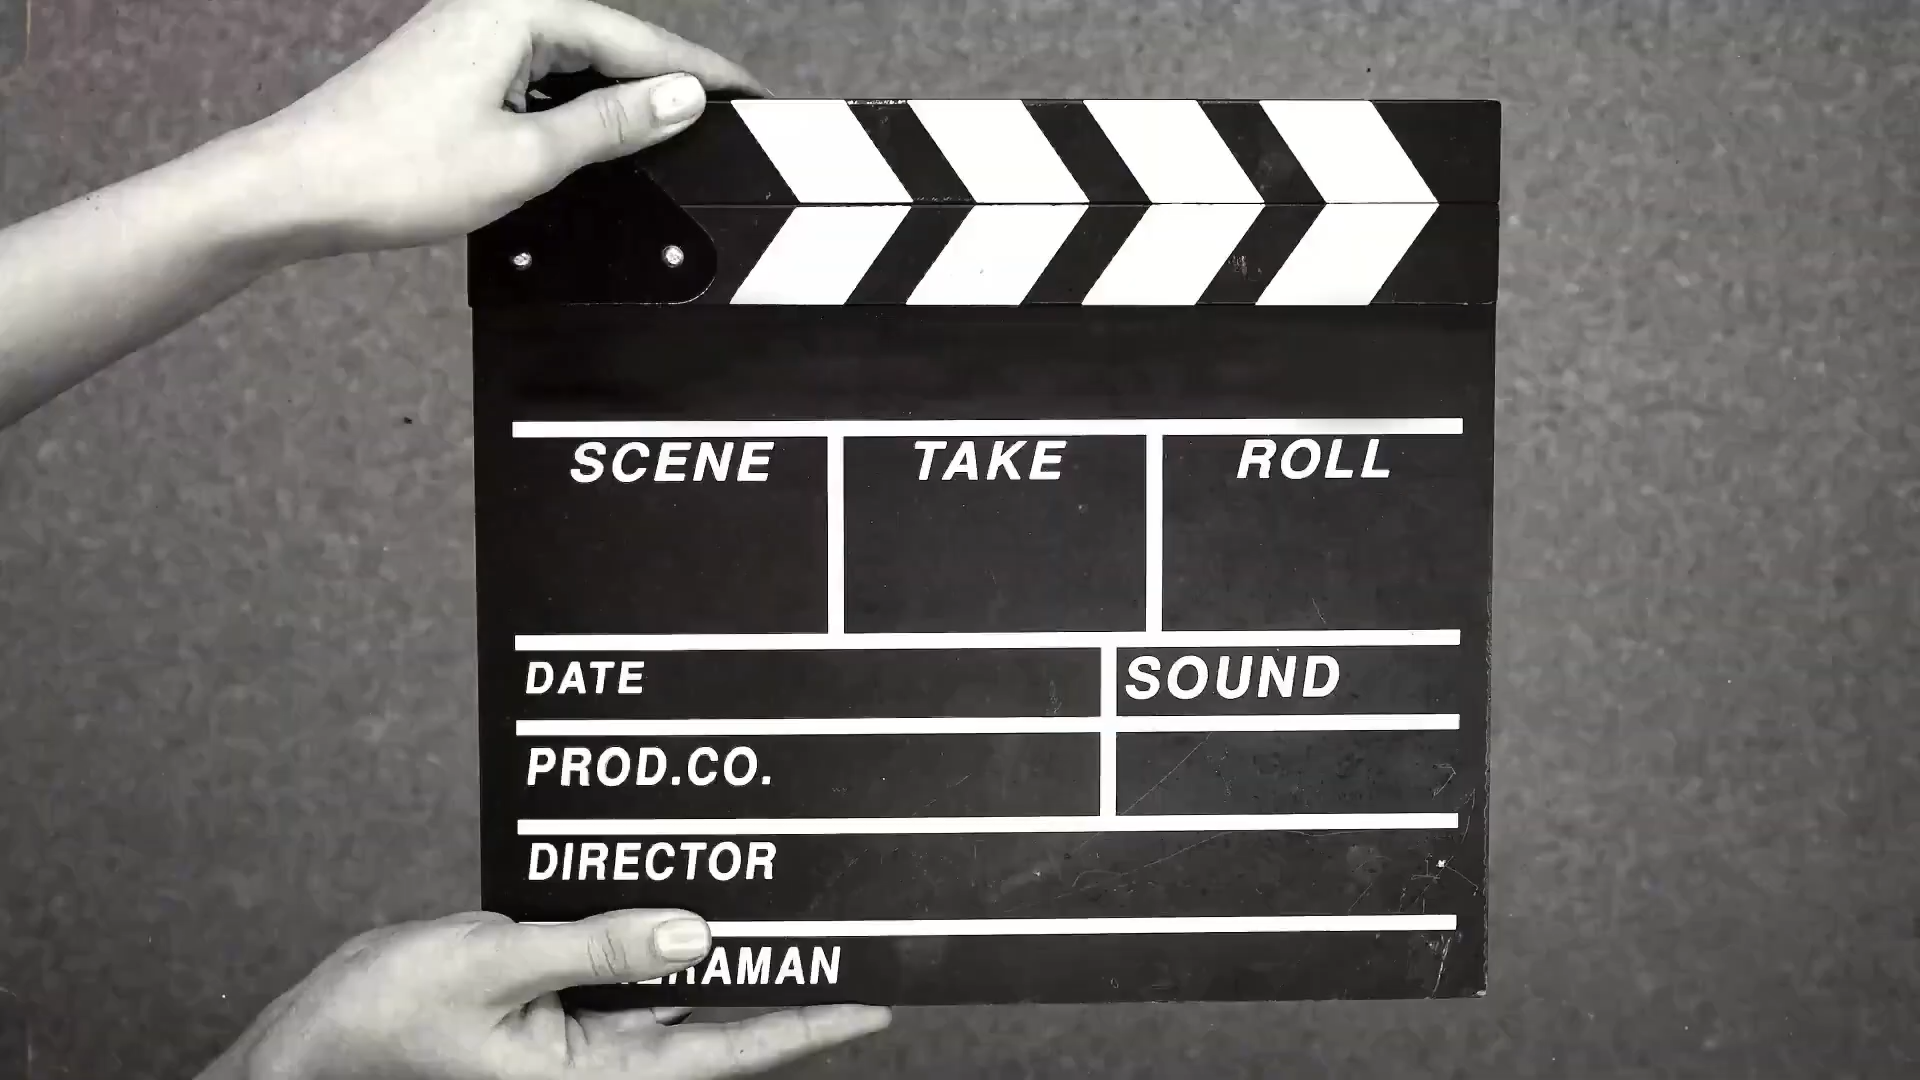 SCENE TAKE ROLL
DATE SOUND
PROD.CO.
DIRECTOR